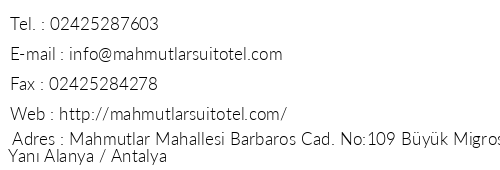 Tel. : 02425287603
E-mail : info@mahmutlarsuitotel.com
Fax : 02425284278
Web : http://mahmutlarsuitotel.com/
Adres : Mahmutlar Mahallesi Barbaros Cad. No:109 Büyük Migros
Yanı Alanya / Antalya